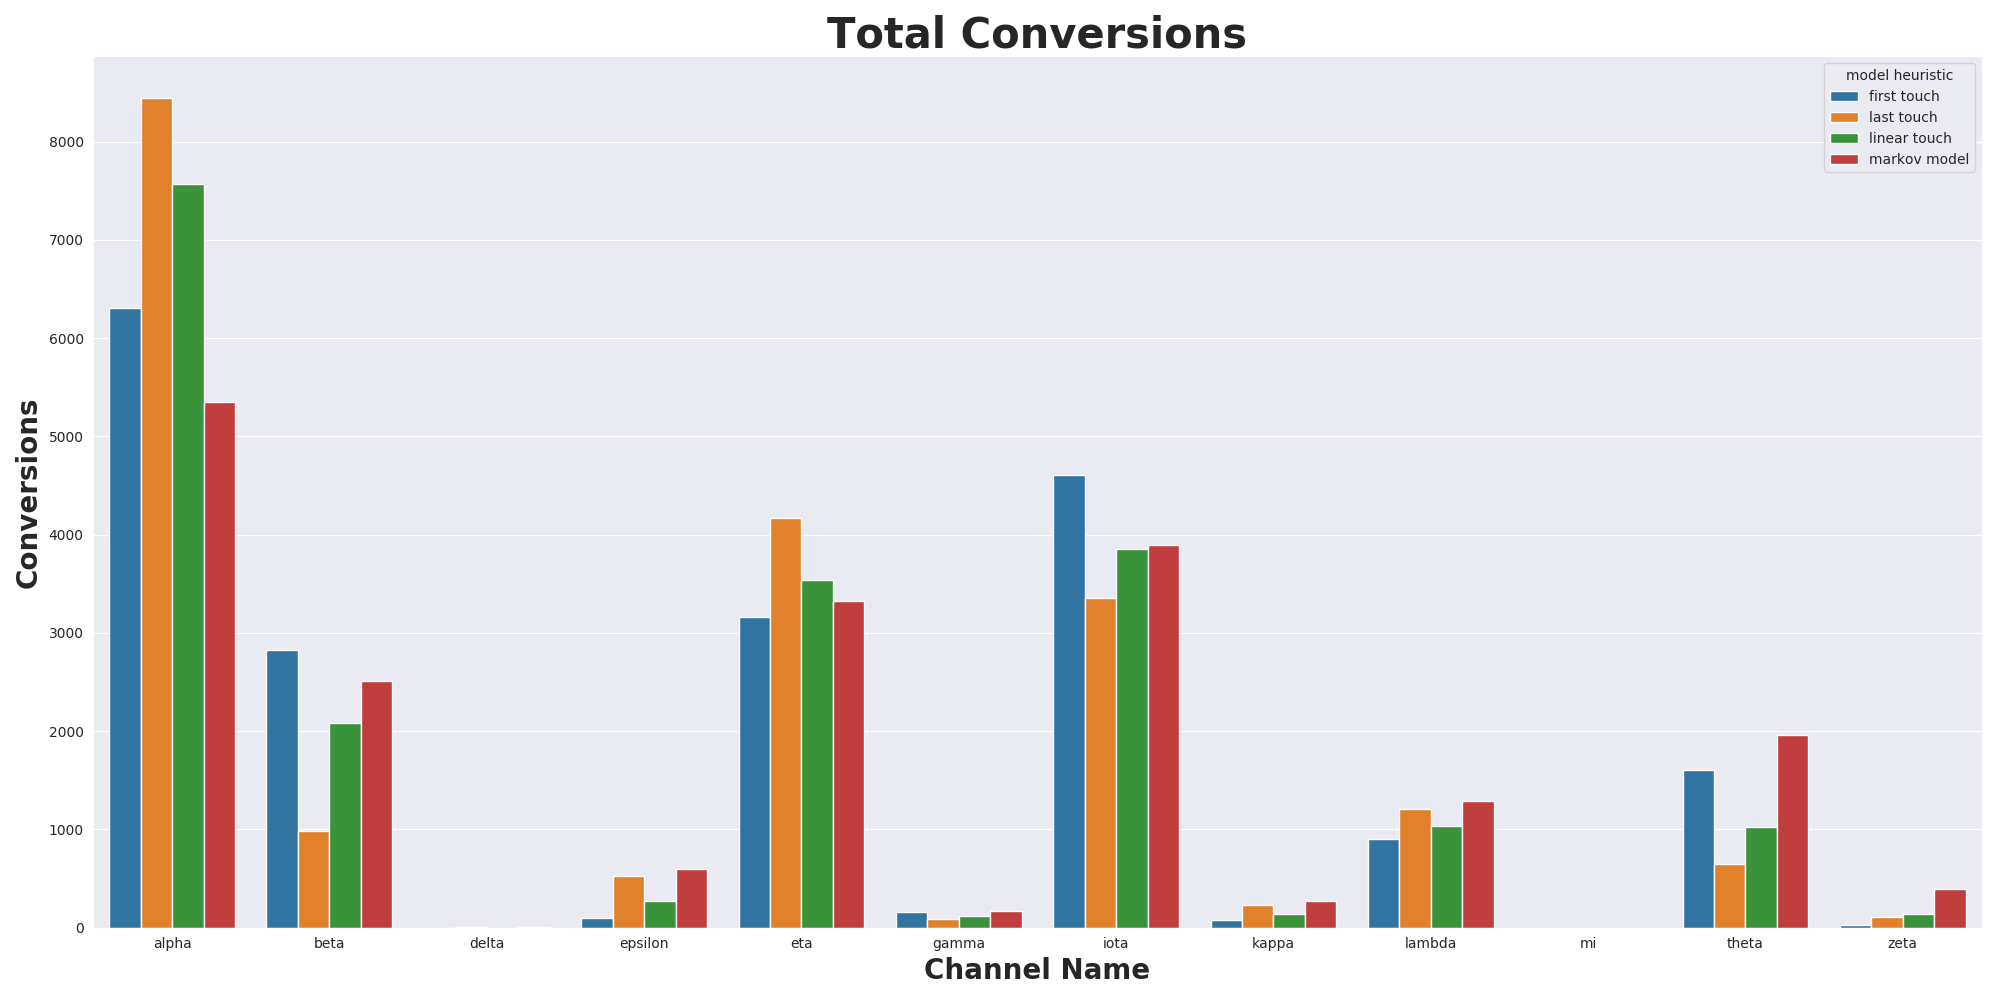 Total Conversions
model heuristic
first touch
last touch
linear touch
markov model
8000
7000
6000
5000
4000
3000
2000
1000
0
Conversions
alpha beta delta epsilon eta gamma iota kappa lambda mi theta zeta
Channel Name